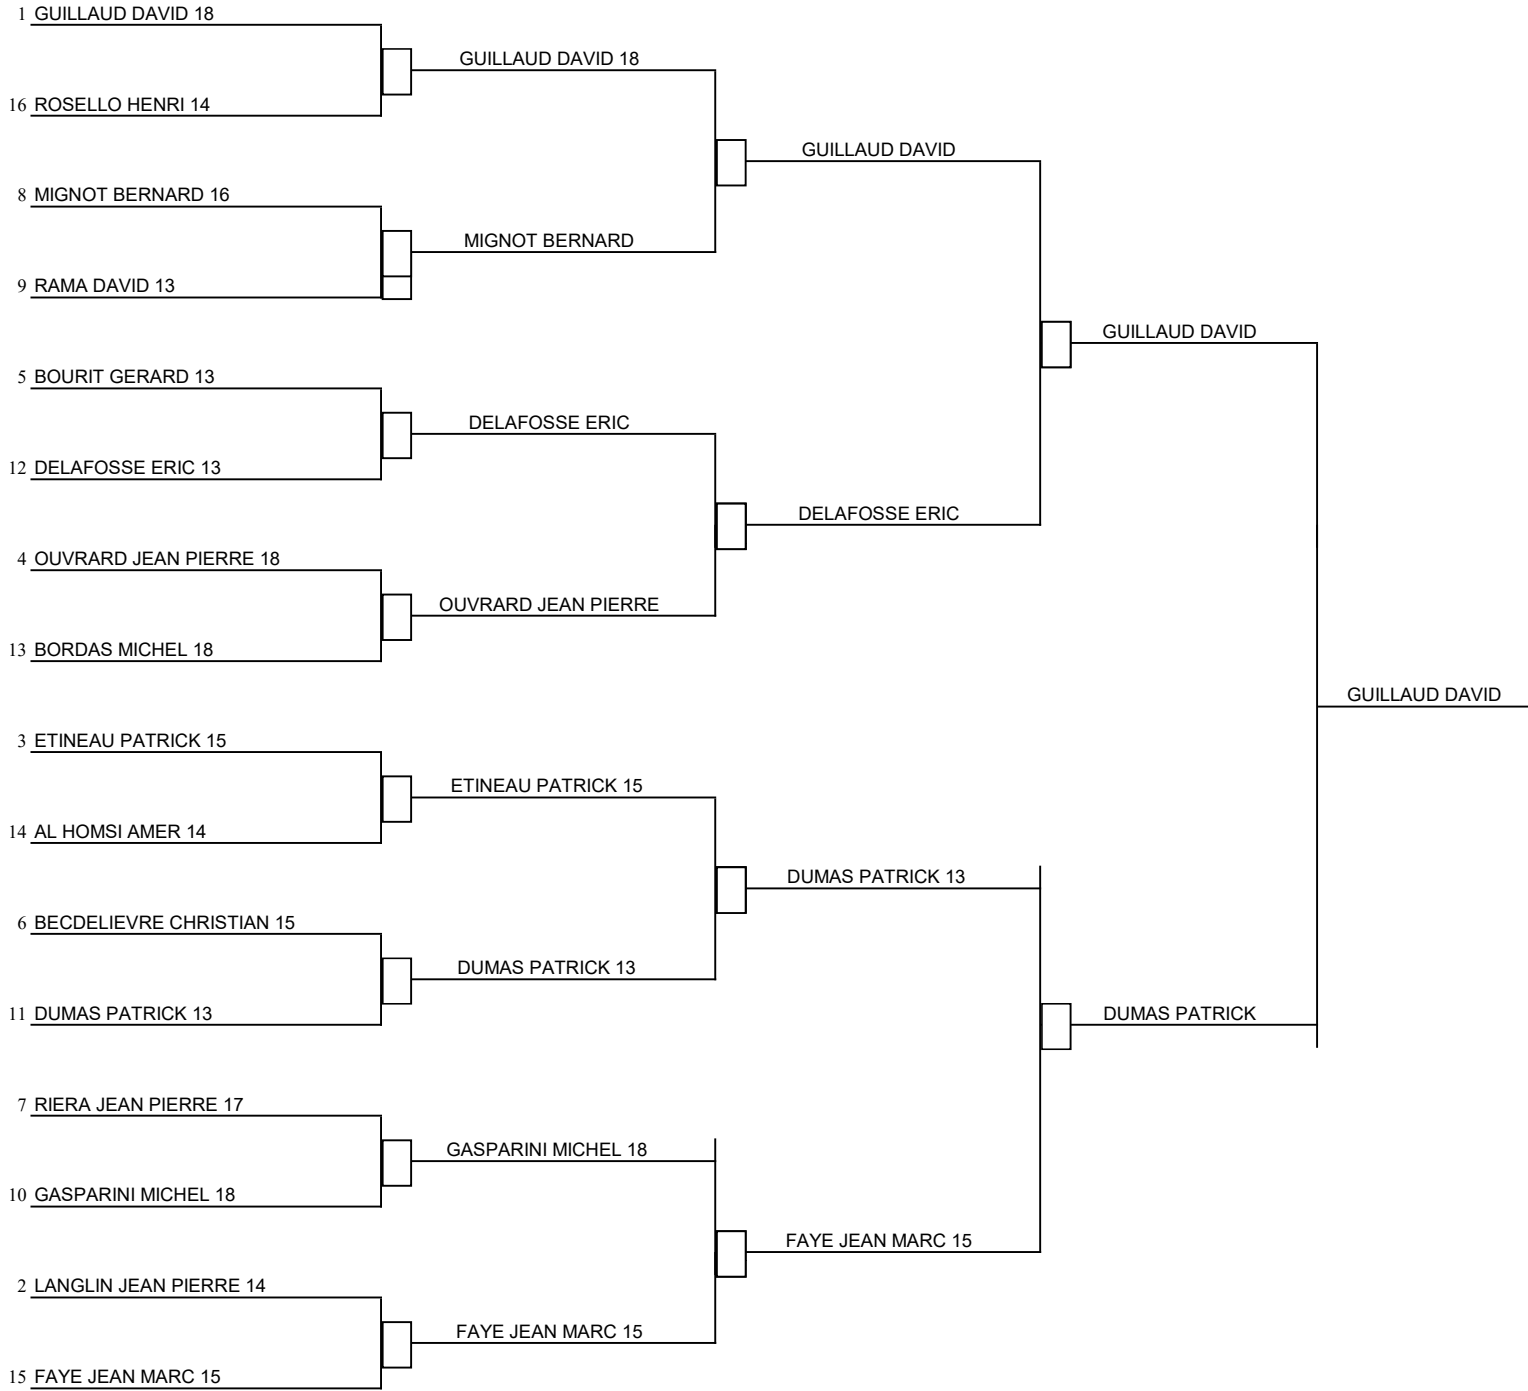 1 GUILLAUD DAVID 18
GUILLAUD DAVID 18
16 ROSELLO HENRI 14
GUILLAUD DAVID
8 MIGNOT BERNARD 16
MIGNOT BERNARD
9 RAMA DAVID 13
GUILLAUD DAVID
5 BOURIT GERARD 13
DELAFOSSE ERIC
12 DELAFOSSE ERIC 13
DELAFOSSE ERIC
4 OUVRARD JEAN PIERRE 18
OUVRARD JEAN PIERRE
13 BORDAS MICHEL 18
GUILLAUD DAVID
3 ETINEAU PATRICK 15
ETINEAU PATRICK 15
14 AL HOMSI AMER 14
DUMAS PATRICK 13
6 BECDELIEVRE CHRISTIAN 15
DUMAS PATRICK 13
11 DUMAS PATRICK 13
DUMAS PATRICK
7 RIERA JEAN PIERRE 17
GASPARINI MICHEL 18
10 GASPARINI MICHEL 18
FAYE JEAN MARC 15
2 LANGLIN JEAN PIERRE 14
FAYE JEAN MARC 15
15 FAYE JEAN MARC 15